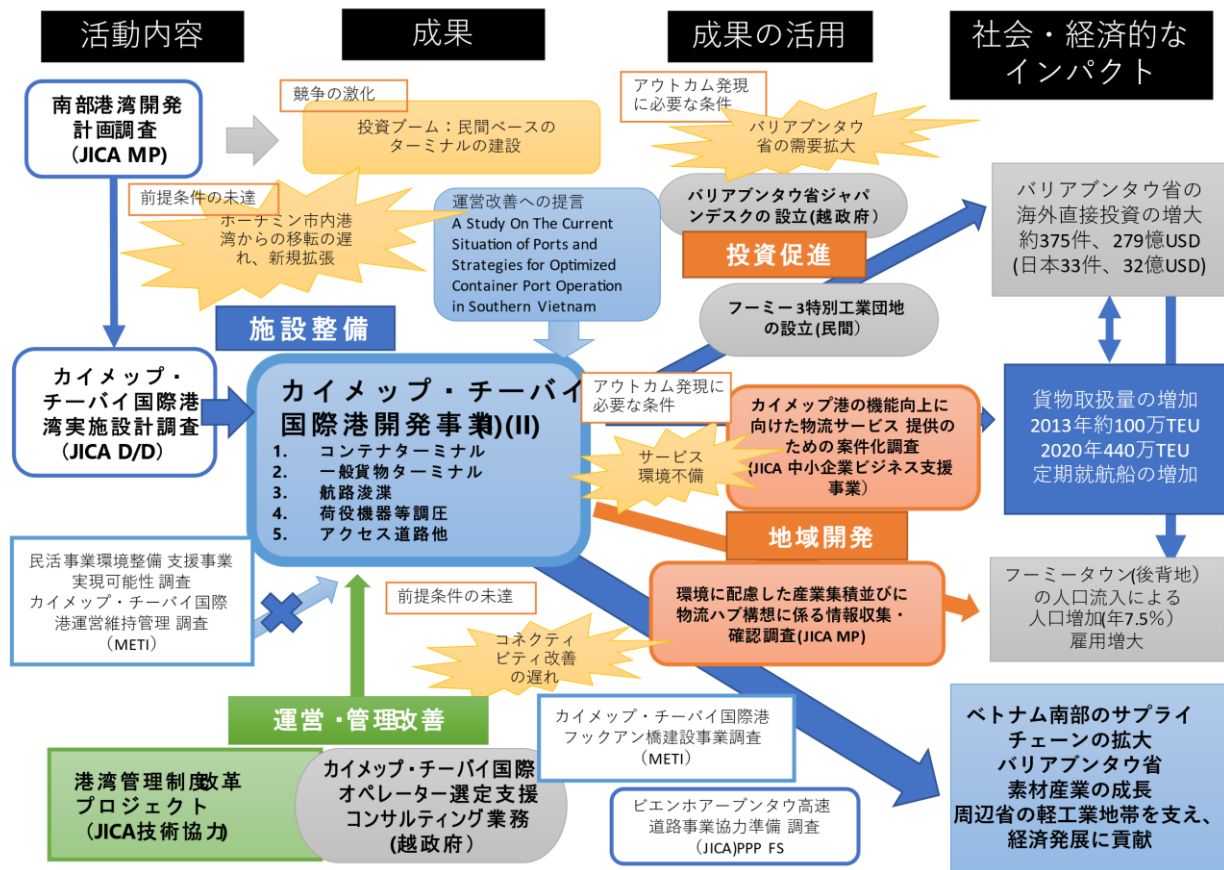 活動内容
成果
成果の活用
社会・経済的な
インパクト
南部港湾開発
計画調査
(JICA MP)
競争の激化
投資ブーム：民間ベースの
ターミナルの建設
アウトカム発現
に必要な条件
バリアブンタウ
省の需要拡大
前提条件の未達
ホーチミン市内港
湾からの移転の遅
れ、新規拡張
運営改善への提言
A Study On The Current
Situation of Ports and
Strategies for Optimized
Container Port Operation
in Southern Vietnam
バリアブンタウ省ジャパ
ンデスクの 設立(越政府)
投資促進
フーミー3特別工業団地
の設立(民間)
バリアブンタウ省の
海外直接投資の増大
約375件、279憶USD
(日本33件、32億USD)
施設整備
カイメップ・
チーバイ国際港
湾実施設計調査
(JICA D/D)
カイメップ・チーバイ
国際港開発事業(I)(II)
1. コンテナターミナル
2. 一般貨物ターミナル
3. 航路浚渫
4. 荷役機器等調圧
5. アクセス道路他
アウトカム発現に
必要な条件
サービス
環境不備
カイメップ港の機能向上に
向けた物流サービス 提供の
ための案件化調査
(JICA 中小企業ビジネス支援
事業）
貨物取扱量の増加
2013年約100万TEU
2020年440万TEU
定期就航船の増加
地域開発
民活事業環境整備 支援事業
実現可能性 調査
カイメップ・チーバイ国際
港運営維持管理 調査
（METI）
前提条件の未達
コネクティ
ビティ改善
の遅れ
環境に配慮した産業集積並びに
物流ハブ構想に係る情報収集・
確認調査(JICA MP)
フーミータウン(後背地)
の人口流入による
人口増加(年7.5%)
雇用増大
運営・管理改善
港湾管理制度改革
プロジェクト
(JICA技術協力)
カイメップ・チーバイ国際
オペレーター選定支援
コンサルティング業務
(越政府）
カイメップ・チーバイ国際港
フックアン橋建設事業調査
（METI）
ビエンホアーブンタウ高速
道路事業協力準備 調査
(JICA)PPP FS
ベトナム南部のサプライ
チェーンの拡大
バリアブンタウ省
素材産業の成長
周辺省の軽工業地帯を支え、
経済発展に貢献